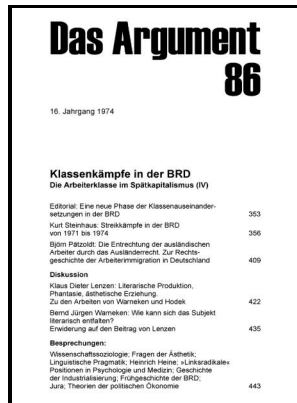 Das Argument
86
16. Jahrgang 1974
Klassenkämpfe in der BRD
Die Arbeiterklasse im Spätkapitalismus (IV)
Editorial: Eine neue Phase der Klassenauseinander-
setzungen in der BRD 353
Kurt Steinhaus: Streikkämpfe in der BRD
von 1971 bis 1974 356
Björn Pätzoldt: Die Entrechtung der ausländischen
Arbeiter durch das Ausländerrecht. Zur Rechts-
geschichte der Arbeiterimmigration in Deutschland 409
Diskussion
Klaus Dieter Lenzen: Literarische Produktion,
Phantasie, ästhetische Erziehung.
Zu den Arbeiten von Warneken und Hodek 422
Bernd Jürgen Warneken: Wie kann sich das Subjekt
literarisch entfalten?
Erwiderung auf den Beitrag von Lenzen 435
Besprechungen:
Wissenschaftssoziologie; Fragen der Ästhetik;
Linguistische Pragmatik; Heinrich Heine; »Linksradikale«
Positionen in Psychologie und Medizin; Geschichte
der Industrialisierung; Frühgeschichte der BRD;
Jura; Theorien der politischen Ökonomie 443